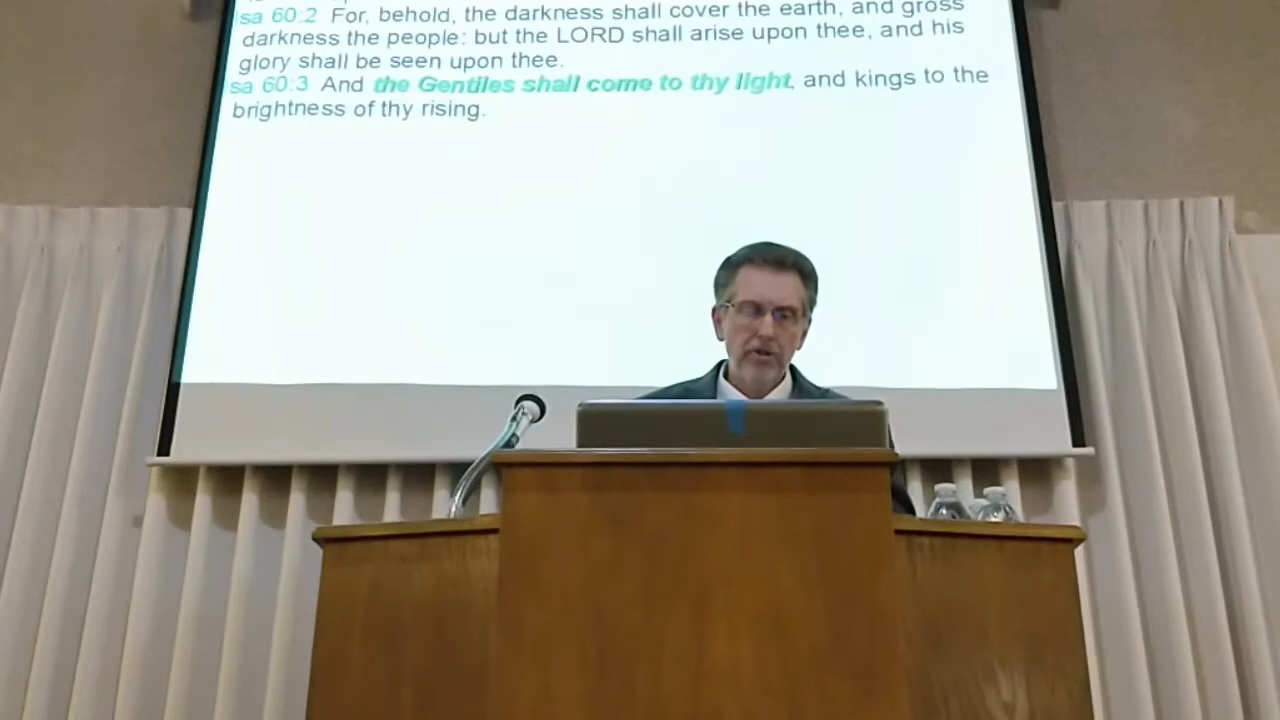 sa 60:2 For, behold, the darkness shall cover the earth, and gross
darkness the people: but the LORD shall arise upon thee, and his
glory shall be seen upon thee.
sa 60:3 And the Gentiles shall come to thy light, and kings to the
brightness of thy rising.